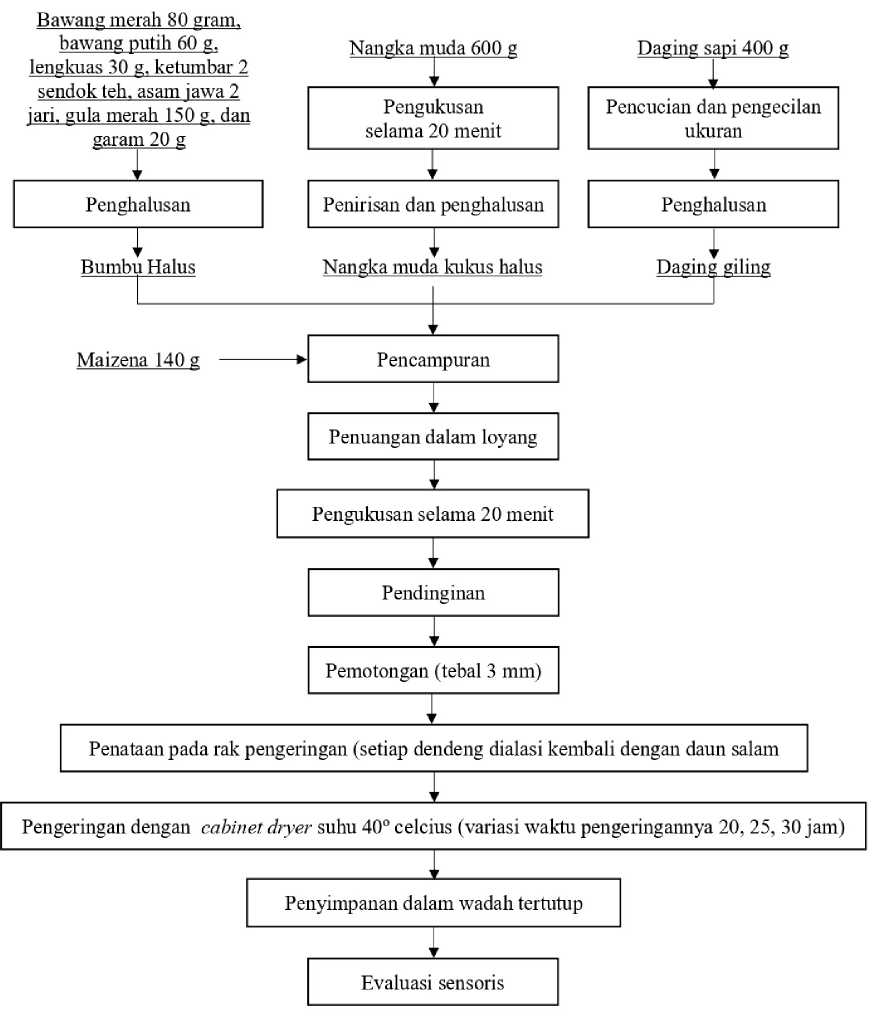 Bawang merah 80 gram,
bawang putih 60 g,
lengkuas 30 g, ketumbar 2
sendok teh, asam jawa 2
jari, gula merah 150 g, dan
garam 20 g
Nangka muda 600 g
Daging sapi 400 g
Pengukusan
selama 20 menit
Pencucian dan pengecilan
ukuran
Penghalusan
Penirisan dan penghalusan
Penghalusan
Bumbu Halus
Nangka muda kukus halus
Daging giling
Maizena 140 g
Pencampuran
Penuangan dalam loyang
Pengukusan selama 20 menit
Pendinginan
Pemotongan (tebal 3 mm)
Penataan pada rak pengeringan (setiap dendeng dialasi kembali dengan daun salam
Pengeringan dengan cabinet dryer suhu 40º celcius (variasi waktu pengeringannya 20, 25, 30 jam)
Penyimpanan dalam wadah tertutup
Evaluasi sensoris